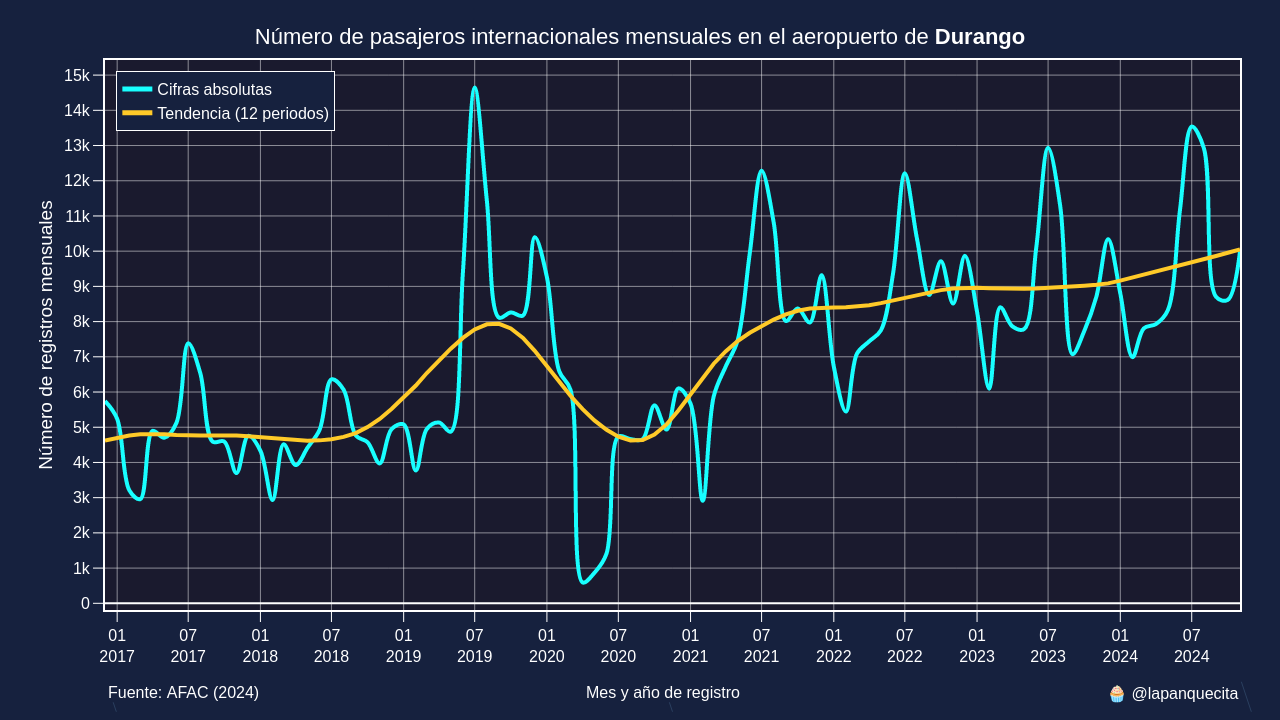 Número de pasajeros internacionales mensuales en el aeropuerto de Durango
Cifras absolutas
Tendencia (12 periodos)
Número de registros mensuales
15k
14k
13k
12k
11k
10k
9k
8k
7k
6k
5k
4k
3k
2k
1k
0
01 07 01 07 01 07 01 07 01 07 01 07 01 07 01 07
2017 2017 2018 2018 2019 2019 2020 2020 2021 2021 2022 2022 2023 2023 2024 2024
Fuente: AFAC (2024) Mes y año de registro 🧁 @lapanquecita